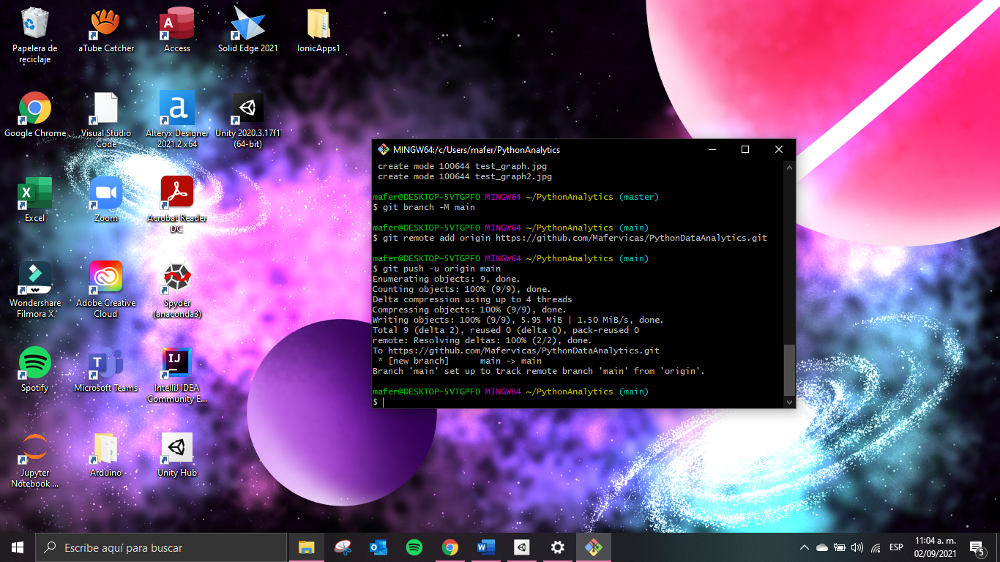 Papelera de
reciclaje
aTube Catcher
A
Access
Solid Edge 2021
IonicApps1
Google Chrome
Visual Studio
Code
a
Alteryx Designer
2021.2 x64
Unity 2020.3.17f1
(64-bit)
X
Excel
Zoom
Acrobat Reader
DC
Wondershare
Filmora X
Adobe Creative
Cloud
Spyder
(anaconda3)
Spotify
T
Microsoft Teams
IJ
IntelliJ IDEA
Community E...
Jupyter
Notebook ...
Arduino
Unity Hub
MINGW64:/c/Users/mafer/PythonAnalytics
create mode 100644 test_graph.jpg
create mode 100644 test_graph2.jpg
mafer@DESKTOP-5VTGPFO MINGW64 ~/PythonAnalytics (master)
$ git branch -M main
mafer@DESKTOP-5VTGPFO MINGW64 ~/PythonAnalytics (main)
$ git remote add origin https://github.com/Mafervicas/PythonDataAnalytics.git
mafer@DESKTOP-5VTGPFO MINGW64 ~/PythonAnalytics (main)
$ git push -u origin main
Enumerating objects: 9, done.
Counting objects: 100% (9/9), done.
Delta compression using up to 4 threads
Compressing objects: 100% (9/9), done.
Writing objects: 100% (9/9), 5.95 MiB | 1.50 MiB/s, done.
Total 9 (delta 2), reused 0 (delta 0), pack-reused 0
remote: Resolving deltas: 100% (2/2), done.
To https://github.com/Mafervicas/PythonDataAnalytics.git
 * [new branch]      main -> main
Branch 'main' set up to track remote branch 'main' from 'origin'.
mafer@DESKTOP-5VTGPFO MINGW64 ~/PythonAnalytics (main)
$
Escribe aquí para buscar
ESP
11:04 a. m.
02/09/2021
5